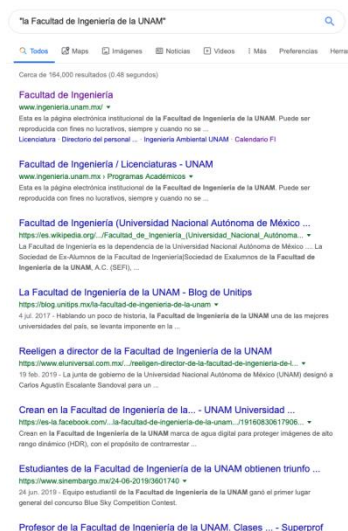 "la Facultad de Ingeniería de la UNAM"
Todos Maps Imágenes Noticias Videos Más Preferencias Herra
Cerca de 164,000 resultados (0.48 segundos)
Facultad de Ingeniería
www.ingenieria.unam.mx/
Esta es la página electrónica institucional de la Facultad de Ingeniería de la UNAM. Puede ser
reproducida con fines no lucrativos, siempre y cuando no se ...
Licenciatura · Directorio del personal ... · Ingeniería Ambiental UNAM · Calendario FI
Facultad de Ingeniería / Licenciaturas - UNAM
www.ingenieria.unam.mx › Programas Académicos
Esta es la página electrónica institucional de la Facultad de Ingeniería de la UNAM. Puede ser
reproducida con fines no lucrativos, siempre y cuando no se ...
Facultad de Ingeniería (Universidad Nacional Autónoma de México ...
https://es.wikipedia.org/.../Facultad_de_Ingeniería_(Universidad_Nacional_Autónoma...
La Facultad de Ingeniería es la dependencia de la Universidad Nacional Autónoma de México .... La
Sociedad de Ex-Alumnos de la Facultad de Ingeniería|Sociedad de Exalumnos de la Facultad de
Ingeniería de la UNAM, A.C. (SEFI), ...
La Facultad de Ingeniería de la UNAM - Blog de Unitips
https://blog.unitips.mx/la-facultad-de-ingenieria-de-la-unam
4 jul. 2017 - Hablando un poco de historia, la Facultad de Ingeniería de la UNAM una de las mejores
universidades del país, se levanta imponente en la ...
Reeligen a director de la Facultad de Ingeniería de la UNAM
https://www.eluniversal.com.mx/.../reeligen-director-de-la-facultad-de-ingenieria-de-l...
19 feb. 2019 - La junta de gobierno de la Universidad Nacional Autónoma de México (UNAM) designó a
Carlos Agustín Escalante Sandoval para un ...
Crean en la Facultad de Ingeniería de la... - UNAM Universidad ...
https://es-la.facebook.com/...la-facultad-de-ingeniería-de-la-unam.../19160830617906...
Crean en la Facultad de Ingeniería de la UNAM marca de agua digital para proteger imágenes de alto
rango dinámico (HDR), con el propósito de contrarrestar ...
Estudiantes de la Facultad de Ingeniería de la UNAM obtienen triunfo ...
https://www.sinembargo.mx/24-06-2019/3601740
24 jun. 2019 - Equipo estudiantil de la Facultad de Ingeniería de la UNAM ganó el primer lugar
general del concurso Blue Sky Competition Contest.
Profesor de la Facultad de Ingeniería de la UNAM. Clases ... - Superprof